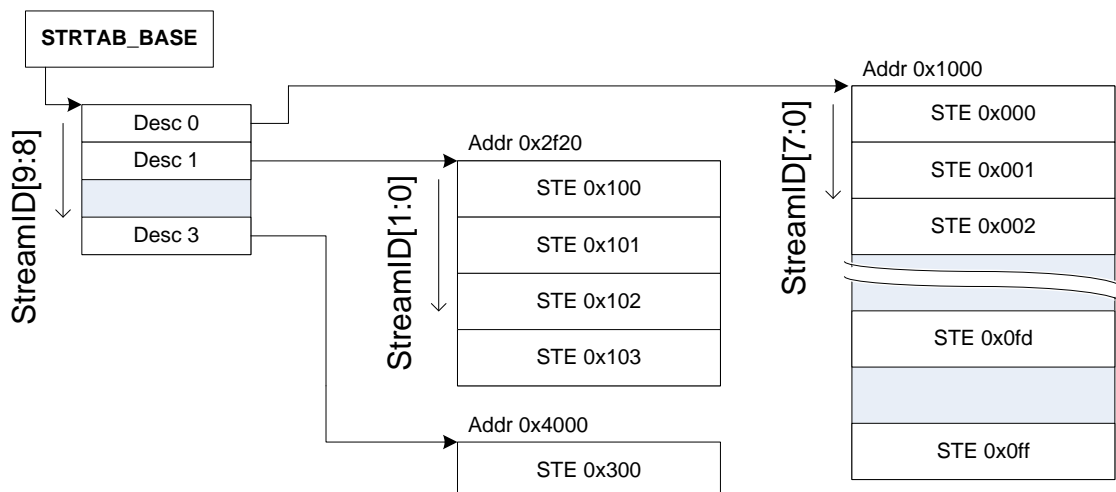 STRTAB_BASE
StreamID[9:8]
Desc 0
Desc 1
Desc 3
Addr 0x2f20
StreamID[1:0]
STE 0x100
STE 0x101
STE 0x102
STE 0x103
Addr 0x4000
STE 0x300
Addr 0x1000
StreamID[7:0]
STE 0x000
STE 0x001
STE 0x002
STE 0x0fd
STE 0x0ff